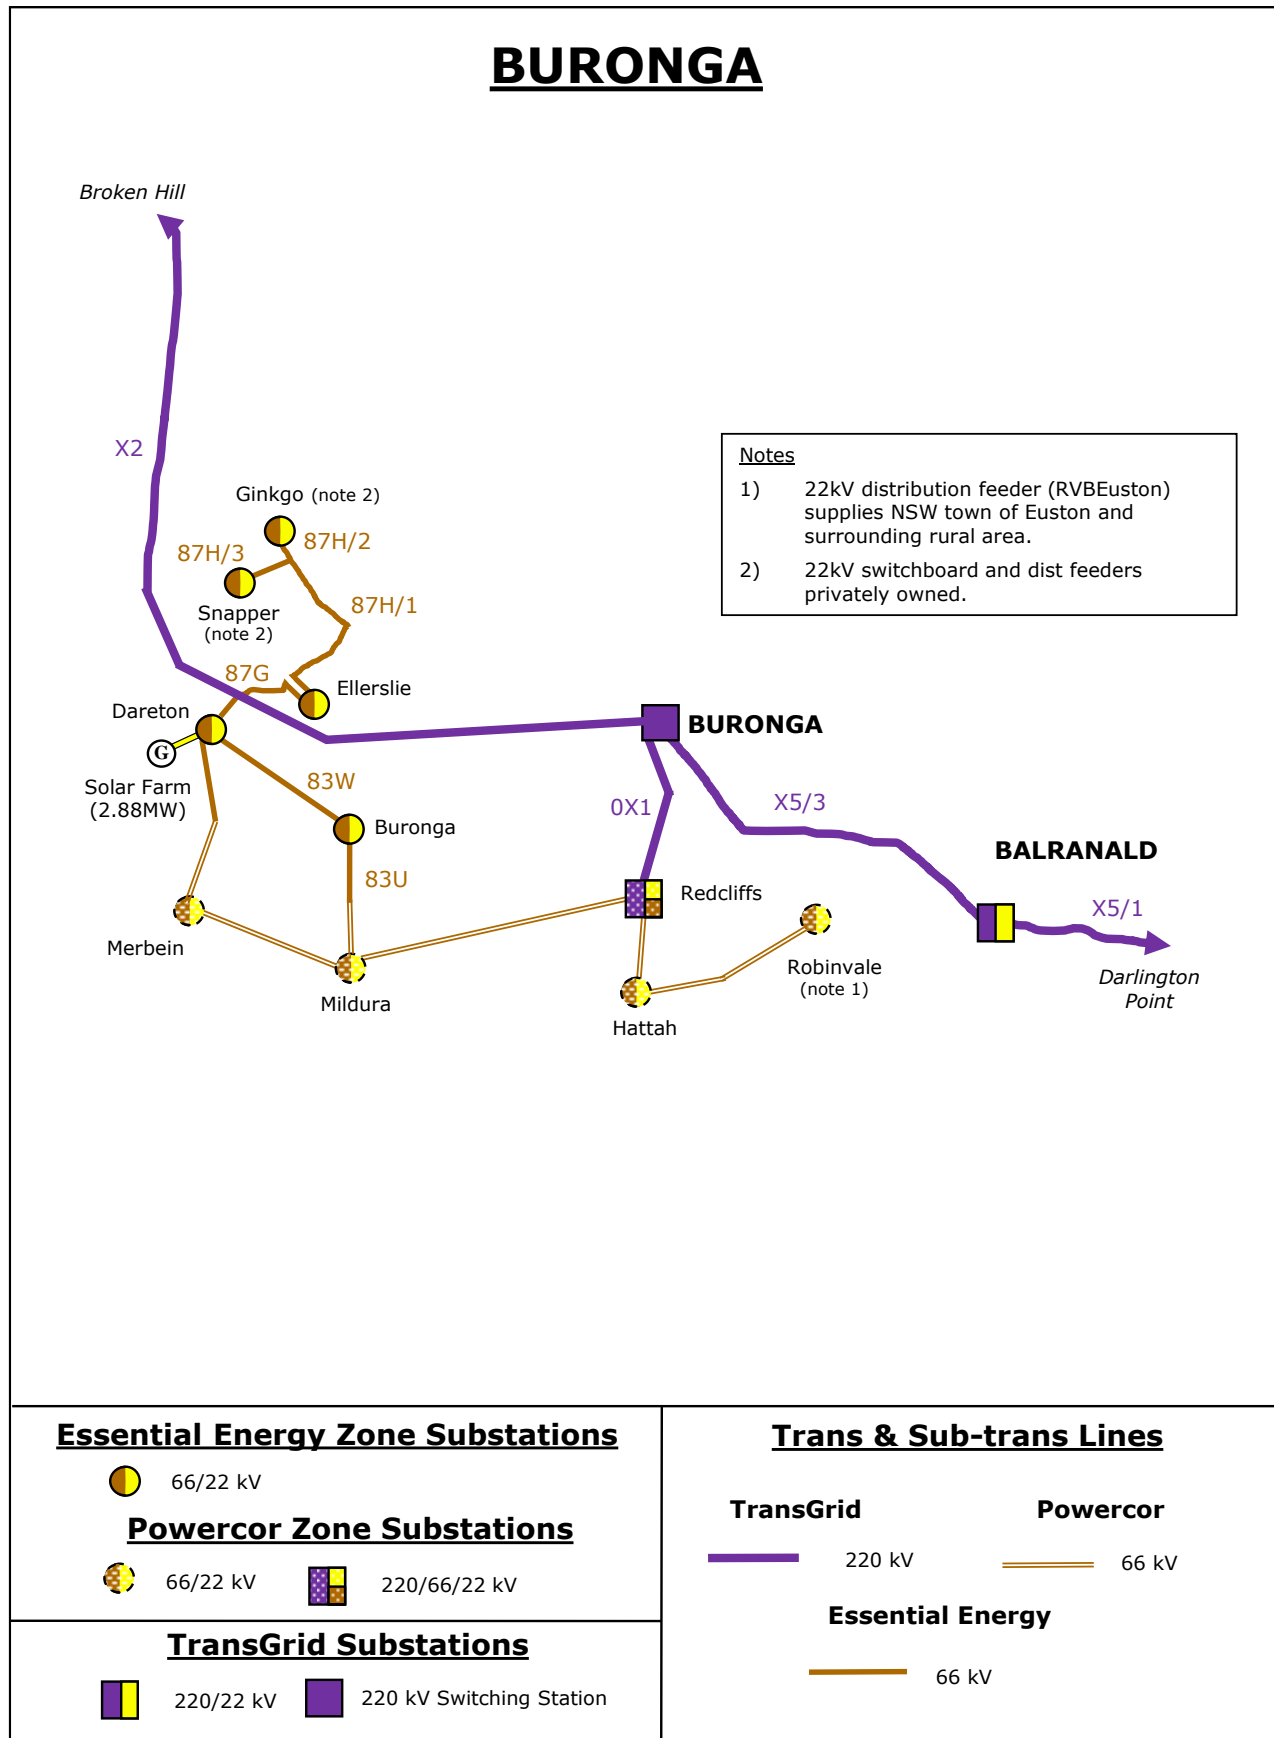 BURONGA
Broken Hill
X2
Ginkgo (note 2)
87H/3
87H/2
Snapper
(note 2)
87H/1
87G
Ellerslie
Dareton
G
Solar Farm
(2.88MW)
83W
Buronga
83U
Merbein
Mildura
BURONGA
0X1
X5/3
Redcliffs
BALRANALD
X5/1
Darlington
Point
Robinvale
(note 1)
Hattah
Notes
1) 22kV distribution feeder (RVBEuston)
supplies NSW town of Euston and
surrounding rural area.
2) 22kV switchboard and dist feeders
privately owned.
Essential Energy Zone Substations
66/22 kV
Powercor Zone Substations
66/22 kV
220/66/22 kV
TransGrid Substations
220/22 kV
220 kV Switching Station
Trans & Sub-trans Lines
TransGrid
Powercor
220 kV
66 kV
Essential Energy
66 kV